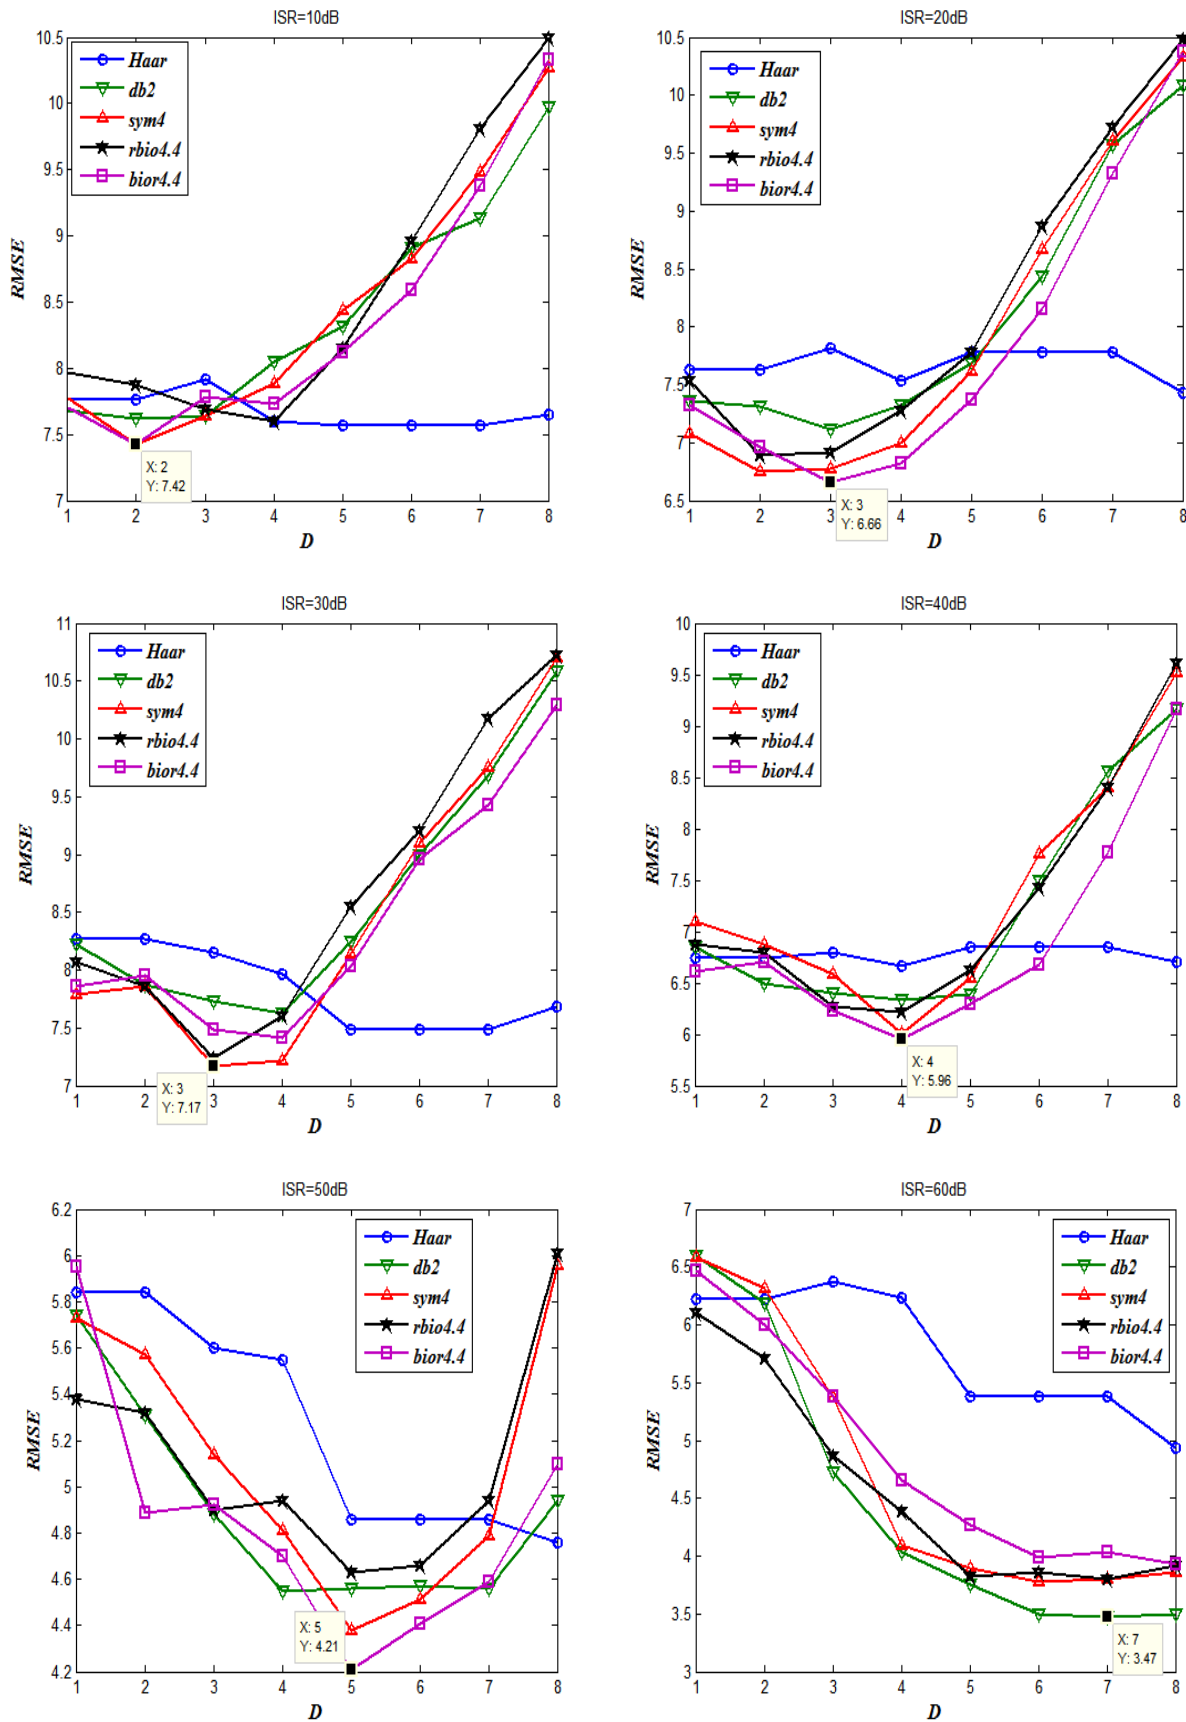 ISR=10dB
10.5
10
9.5
9
8.5
8
7.5
7
RMSE
Haar
db2
sym4
rbio4.4
bior4.4
X: 2
Y: 7.42
1 2 3 4 5 6 7 8
D
ISR=20dB
10.5
10
9.5
9
8.5
8
7.5
7
6.5
RMSE
Haar
db2
sym4
rbio4.4
bior4.4
X: 3
Y: 6.66
1 2 3 4 5 6 7 8
D
ISR=30dB
11
10.5
10
9.5
9
8.5
8
7.5
7
RMSE
Haar
db2
sym4
rbio4.4
bior4.4
X: 3
Y: 7.17
1 2 3 4 5 6 7 8
D
ISR=40dB
10
9.5
9
8.5
8
7.5
7
6.5
6
5.5
RMSE
Haar
db2
sym4
rbio4.4
bior4.4
X: 4
Y: 5.96
1 2 3 4 5 6 7 8
D
ISR=50dB
6.2
6
5.8
5.6
5.4
5.2
5
4.8
4.6
4.4
4.2
RMSE
Haar
db2
sym4
rbio4.4
bior4.4
X: 5
Y: 4.21
1 2 3 4 5 6 7 8
D
ISR=60dB
7
6.5
6
5.5
5
4.5
4
3.5
3
RMSE
Haar
db2
sym4
rbio4.4
bior4.4
X: 7
Y: 3.47
1 2 3 4 5 6 7 8
D